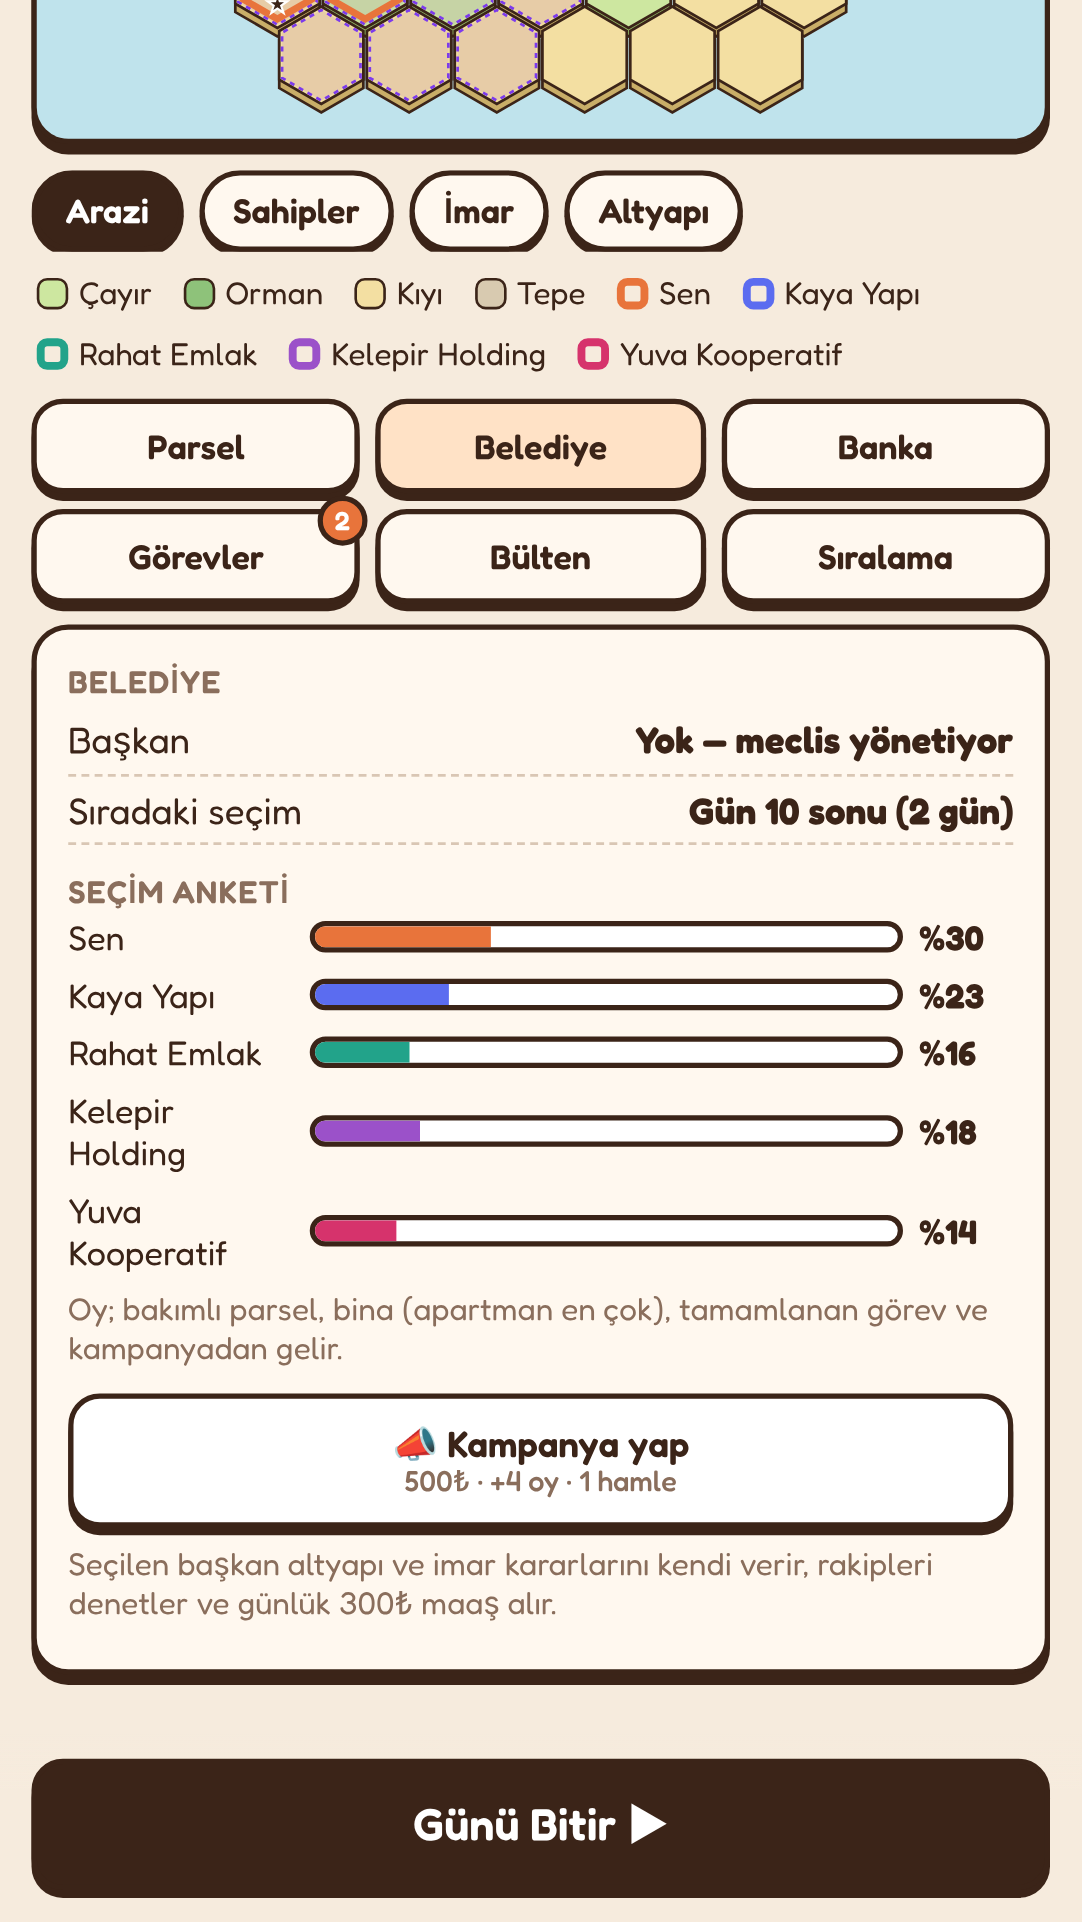 Arazi Sahipler İmar Altyapı
Çayır Orman Kıyı Tepe Sen Kaya Yapı
Rahat Emlak Kelepir Holding Yuva Kooperatif
Parsel Belediye Banka
2
Görevler Bülten Sıralama
BELEDİYE
Başkan Yok – meclis yönetiyor
Sıradaki seçim Gün 10 sonu (2 gün)
SEÇİM ANKETİ
Sen %30
Kaya Yapı %23
Rahat Emlak %16
Kelepir
Holding %18
Yuva
Kooperatif %14
Oy; bakımlı parsel, bina (apartman en çok), tamamlanan görev ve
kampanyadan gelir.
📣 Kampanya yap
500₺ · +4 oy · 1 hamle
Seçilen başkan altyapı ve imar kararlarını kendi verir, rakipleri
denetler ve günlük 300₺ maaş alır.
Günü Bitir ▶